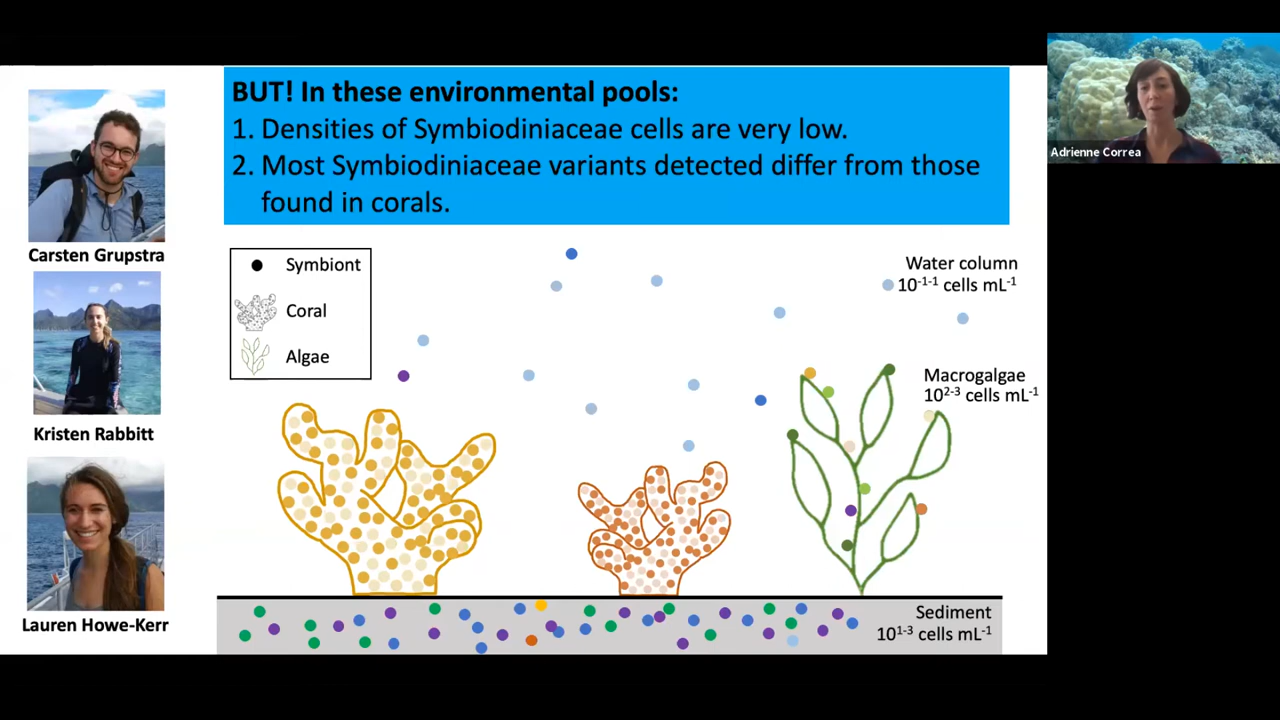 BUT! In these environmental pools:
1. Densities of Symbiodiniaceae cells are very low.
2. Most Symbiodiniaceae variants detected differ from those
found in corals.
Adrienne Correa
Carsten Grupstra
Kristen Rabbitt
Lauren Howe-Kerr
Symbiont
Coral
Algae
Water column
10⁻¹⁻¹ cells mL⁻¹
Macrogalgae
10²⁻³ cells mL⁻¹
Sediment
10¹⁻³ cells mL⁻¹